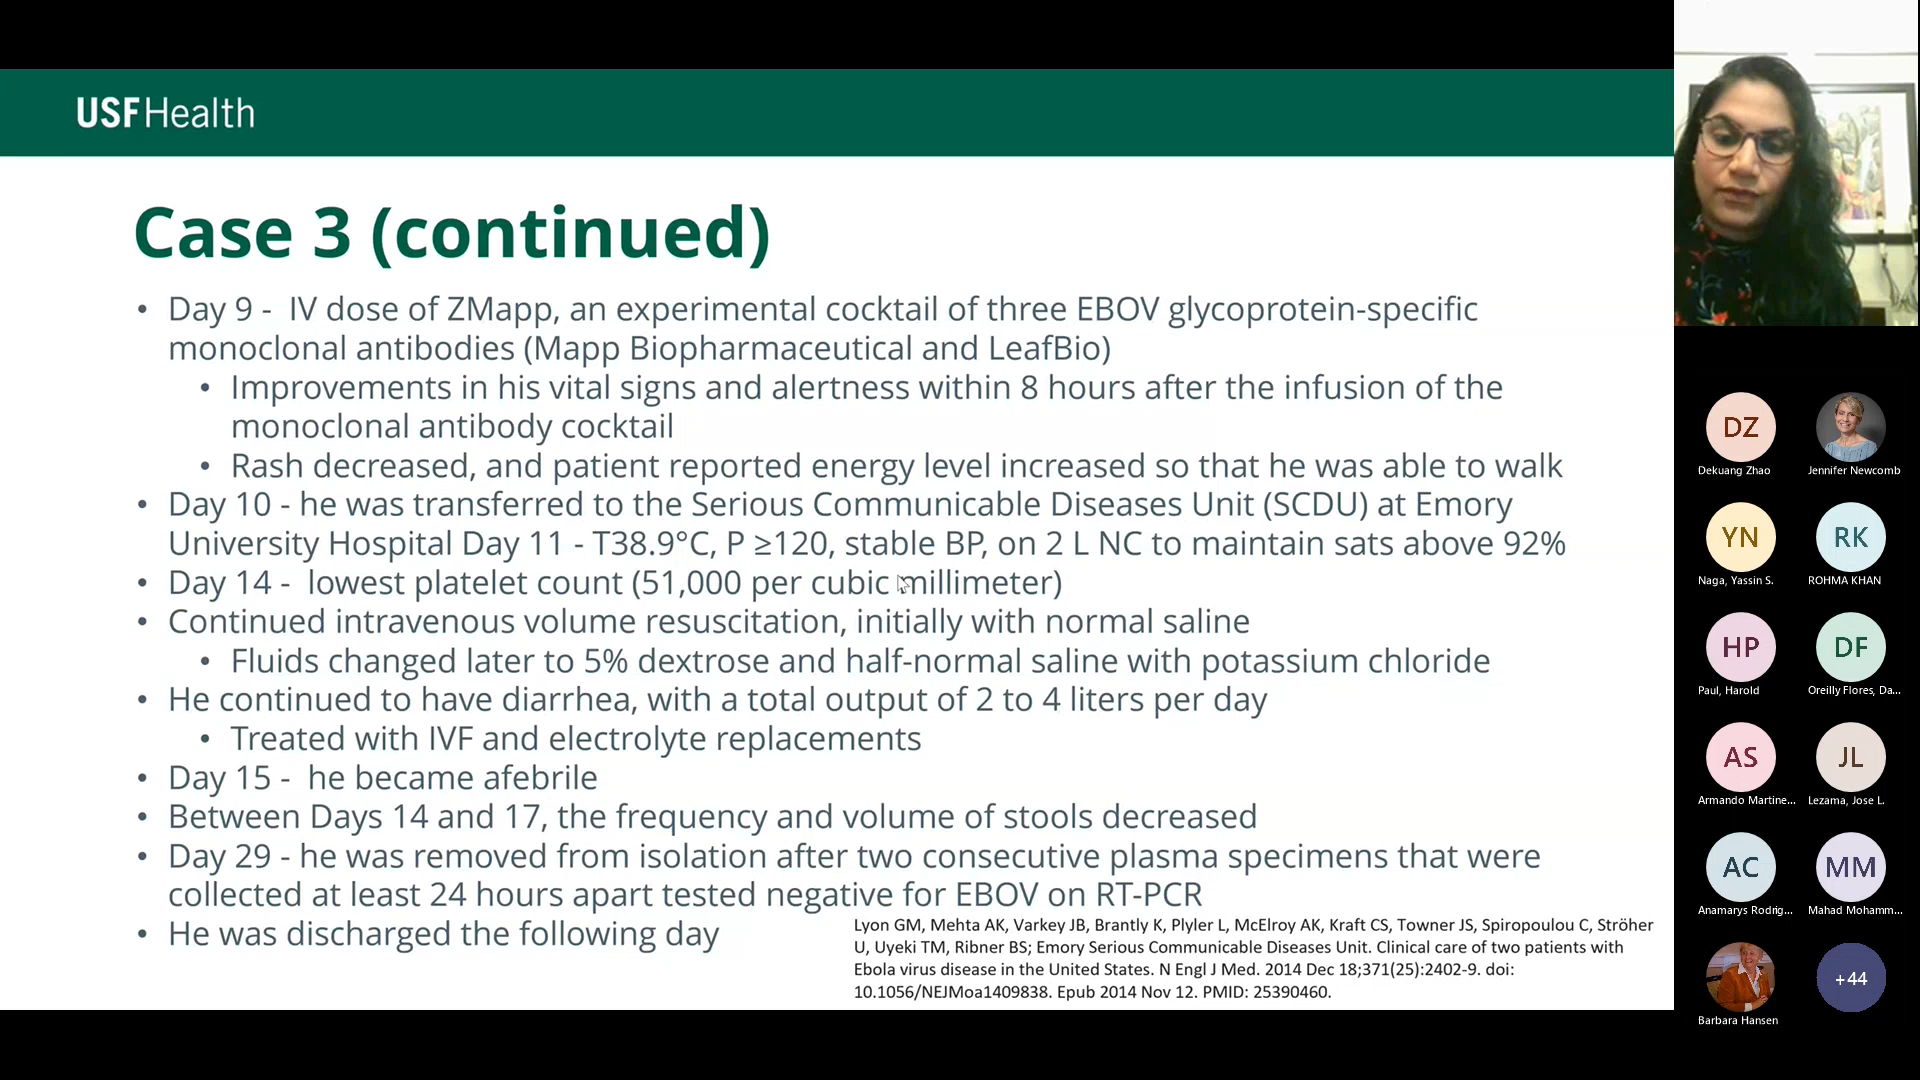 USFHealth
Case 3 (continued)
• Day 9 - IV dose of ZMapp, an experimental cocktail of three EBOV glycoprotein-specific
monoclonal antibodies (Mapp Biopharmaceutical and LeafBio)
• Improvements in his vital signs and alertness within 8 hours after the infusion of the
monoclonal antibody cocktail
• Rash decreased, and patient reported energy level increased so that he was able to walk
• Day 10 - he was transferred to the Serious Communicable Diseases Unit (SCDU) at Emory
University Hospital Day 11 - T38.9°C, P ≥120, stable BP, on 2 L NC to maintain sats above 92%
• Day 14 - lowest platelet count (51,000 per cubic millimeter)
• Continued intravenous volume resuscitation, initially with normal saline
• Fluids changed later to 5% dextrose and half-normal saline with potassium chloride
• He continued to have diarrhea, with a total output of 2 to 4 liters per day
• Treated with IVF and electrolyte replacements
• Day 15 - he became afebrile
• Between Days 14 and 17, the frequency and volume of stools decreased
• Day 29 - he was removed from isolation after two consecutive plasma specimens that were
collected at least 24 hours apart tested negative for EBOV on RT-PCR
• He was discharged the following day
Lyon GM, Mehta AK, Varkey JB, Brantly K, Plyler L, McElroy AK, Kraft CS, Towner JS, Spiropoulou C, Ströher
U, Uyeki TM, Ribner BS; Emory Serious Communicable Diseases Unit. Clinical care of two patients with
Ebola virus disease in the United States. N Engl J Med. 2014 Dec 18;371(25):2402-9. doi:
10.1056/NEJMoa1409838. Epub 2014 Nov 12. PMID: 25390460.
DZ
Dekuang Zhao
Jennifer Newcomb
YN
RK
Naga, Yassin S.
ROHMA KHAN
HP
DF
Paul, Harold
Oreilly Flores, Da...
AS
JL
Armando Martine...
Lezama, Jose L.
AC
MM
Anamarys Rodrig...
Mahad Mohamm...
+44
Barbara Hansen